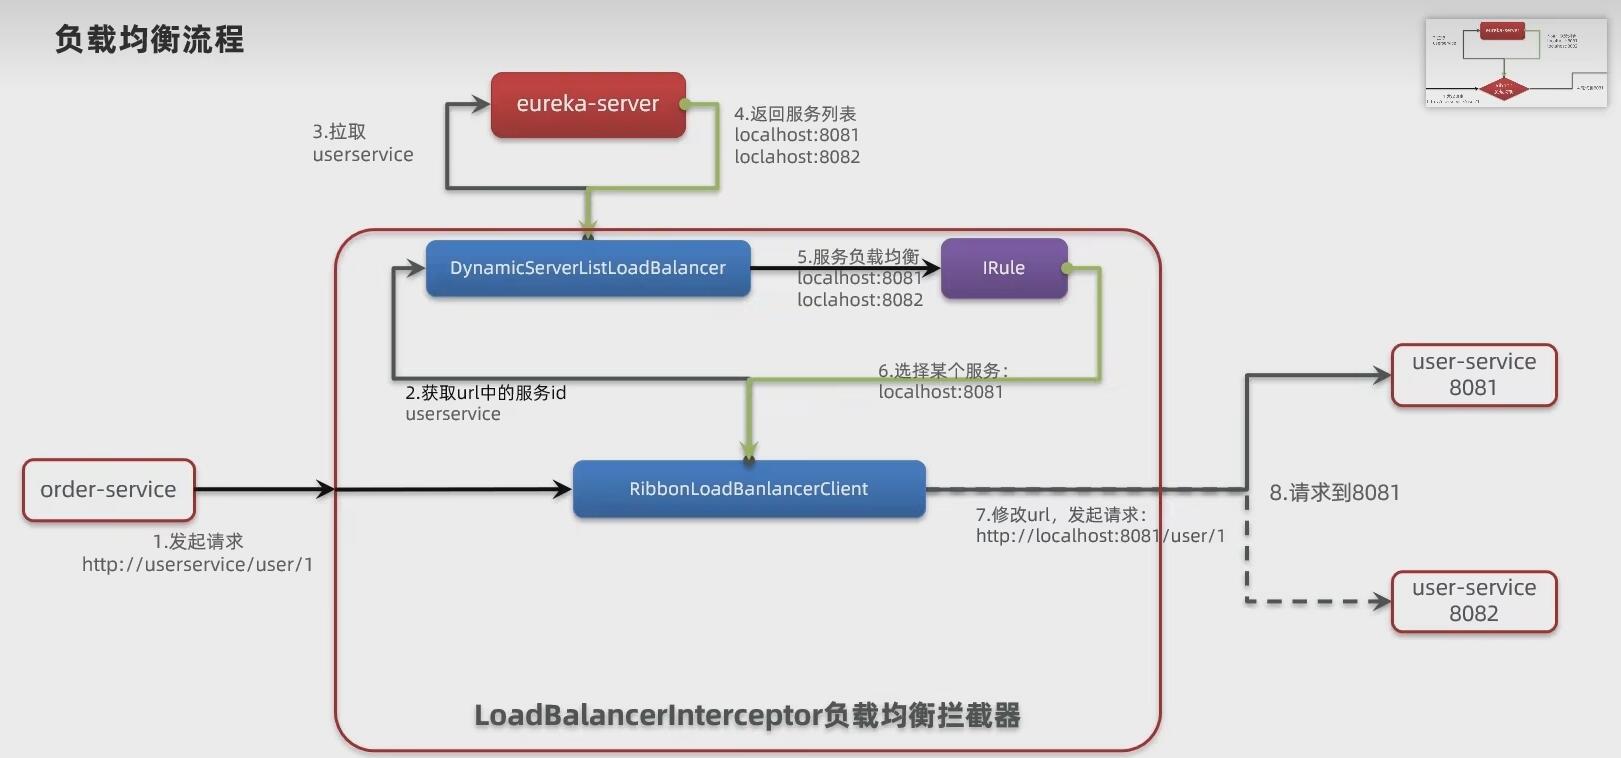 负载均衡流程
eureka-server
3.拉取
userservice
4.返回服务列表
localhost:8081
loclahost:8082
DynamicServerListLoadBalancer
5.服务负载均衡
localhost:8081
loclahost:8082
IRule
2.获取url中的服务id
userservice
6.选择某个服务：
localhost:8081
order-service
1.发起请求
http://userservice/user/1
RibbonLoadBanlancerClient
7.修改url，发起请求：
http://localhost:8081/user/1
user-service
8081
8.请求到8081
user-service
8082
LoadBalancerInterceptor负载均衡拦截器
eureka-server